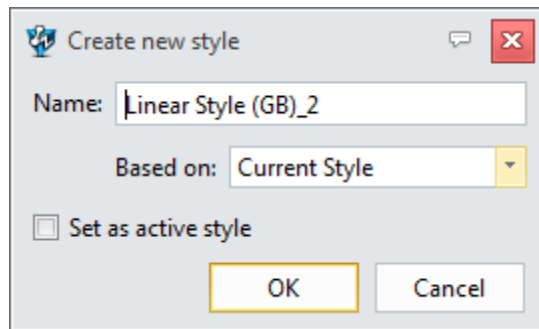 Create new style
Name: Linear Style (GB)_2
Based on: Current Style
Set as active style
OK Cancel